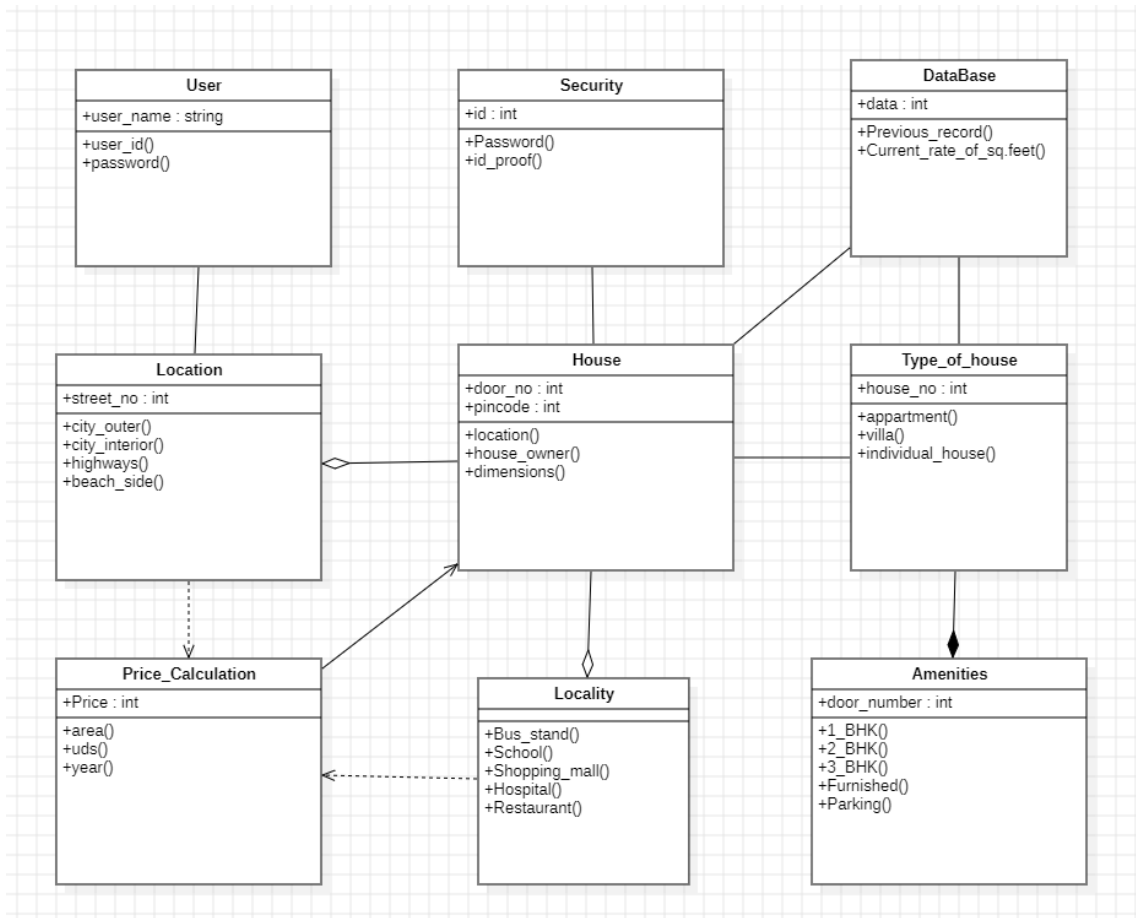 User
+user_name : string
+user_id()
+password()
Security
+id : int
+Password()
+id_proof()
DataBase
+data : int
+Previous_record()
+Current_rate_of_sq.feet()
Location
+street_no : int
+city_outer()
+city_interior()
+highways()
+beach_side()
House
+door_no : int
+pincode : int
+location()
+house_owner()
+dimensions()
Type_of_house
+house_no : int
+appartment()
+villa()
+individual_house()
Price_Calculation
+Price : int
+area()
+uds()
+year()
Locality
+Bus_stand()
+School()
+Shopping_mall()
+Hospital()
+Restaurant()
Amenities
+door_number : int
+1_BHK()
+2_BHK()
+3_BHK()
+Furnished()
+Parking()